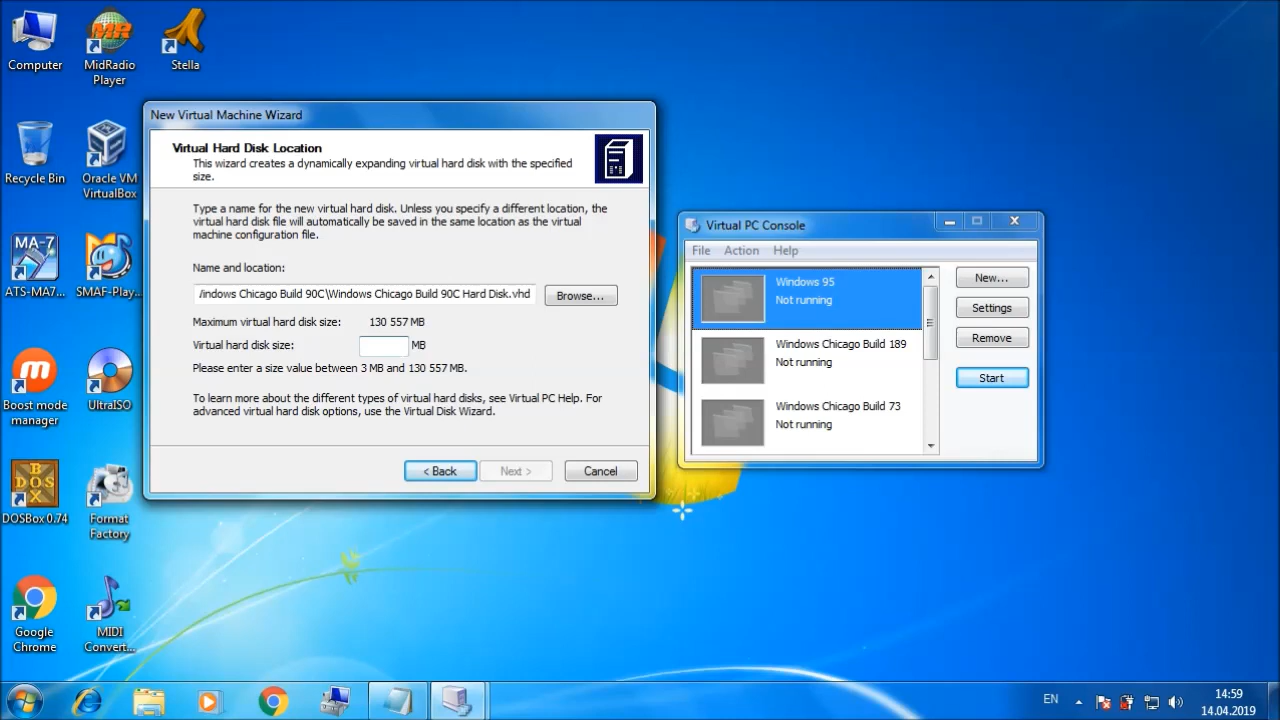 Computer
MidRadio
Player
Stella
Recycle Bin
Oracle VM
VirtualBox
MA-7
ATS-MA7...
SMAF-Play...
Boost mode
manager
UltraISO
DOSBox 0.74
Format
Factory
Google
Chrome
MIDI
Convert...
New Virtual Machine Wizard
Virtual Hard Disk Location
This wizard creates a dynamically expanding virtual hard disk with the specified
size.
Type a name for the new virtual hard disk. Unless you specify a different location, the
virtual hard disk file will automatically be saved in the same location as the virtual
machine configuration file.
Name and location:
/indows Chicago Build 90C\Windows Chicago Build 90C Hard Disk.vhd
Browse...
Maximum virtual hard disk size: 130 557 MB
Virtual hard disk size: MB
Please enter a size value between 3 MB and 130 557 MB.
To learn more about the different types of virtual hard disks, see Virtual PC Help. For
advanced virtual hard disk options, use the Virtual Disk Wizard.
< Back
Next >
Cancel
Virtual PC Console
File Action Help
Windows 95
Not running
Windows Chicago Build 189
Not running
Windows Chicago Build 73
Not running
New...
Settings
Remove
Start
EN
14:59
14.04.2019